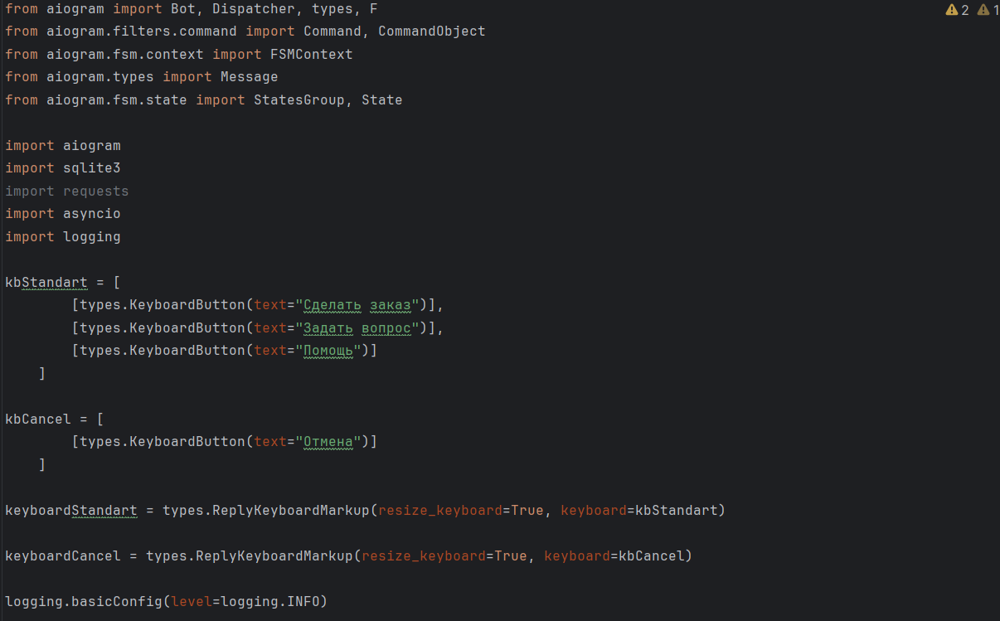 from aiogram import Bot, Dispatcher, types, F
2 1
from aiogram.filters.command import Command, CommandObject
from aiogram.fsm.context import FSMContext
from aiogram.types import Message
from aiogram.fsm.state import StatesGroup, State
import aiogram
import sqlite3
import requests
import asyncio
import logging
kbStandart = [
[types.KeyboardButton(text="Сделать заказ")],
[types.KeyboardButton(text="Задать вопрос")],
[types.KeyboardButton(text="Помощь")]
]
kbCancel = [
[types.KeyboardButton(text="Отмена")]
]
keyboardStandart = types.ReplyKeyboardMarkup(resize_keyboard=True, keyboard=kbStandart)
keyboardCancel = types.ReplyKeyboardMarkup(resize_keyboard=True, keyboard=kbCancel)
logging.basicConfig(level=logging.INFO)